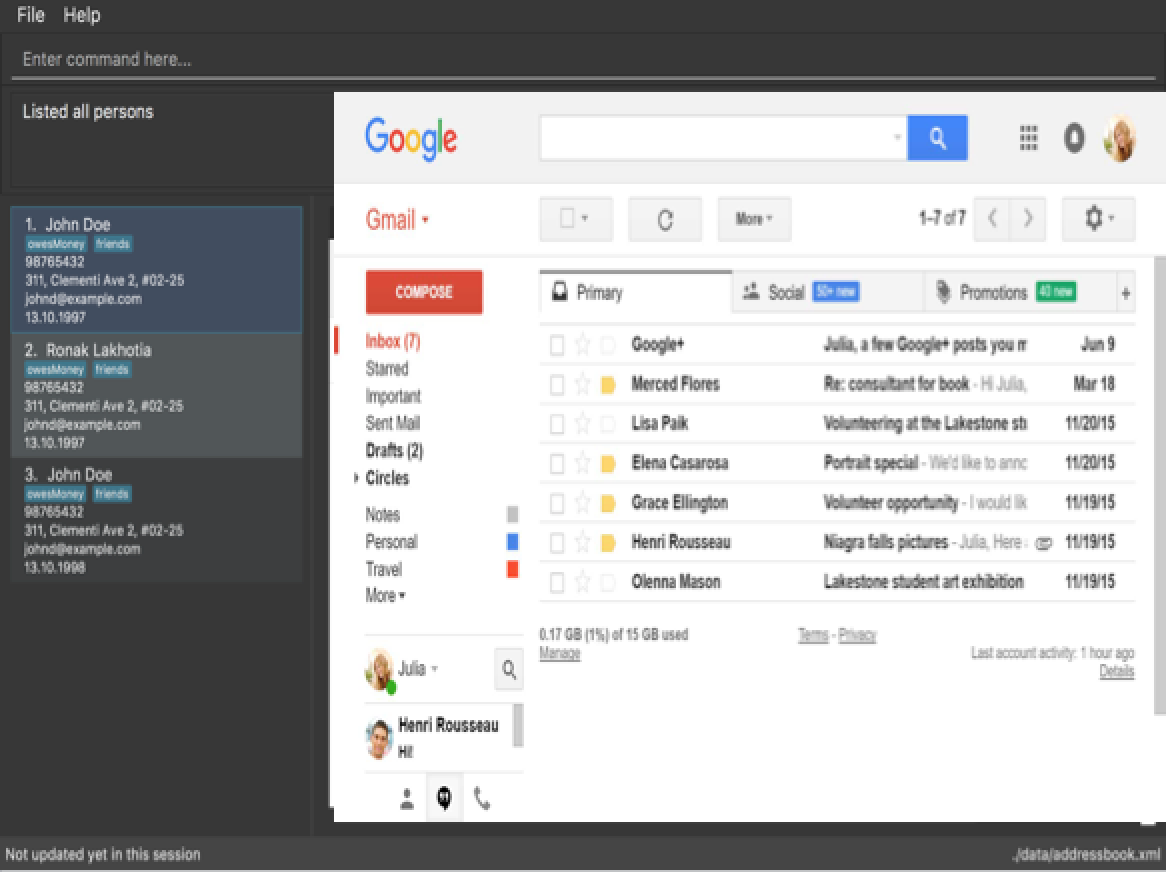 File Help
Enter command here...
Listed all persons
1. John Doe
owesMoney friends
98765432
311, Clementi Ave 2, #02-25
johnd@example.com
13.10.1997
2. Ronak Lakhotia
owesMoney friends
98765432
311, Clementi Ave 2, #02-25
johnd@example.com
13.10.1997
3. John Doe
owesMoney friends
98765432
311, Clementi Ave 2, #02-25
johnd@example.com
13.10.1998
Google
Gmail
More
1-7 of 7
COMPOSE
Primary
Social 50+ new
Promotions 40 new
+
Inbox (7)
Starred
Important
Sent Mail
Drafts (2)
Circles
Notes
Personal
Travel
More
Google+ Julia, a few Google+ posts you m Jun 9
Merced Flores Re: consultant for book - Hi Julia, Mar 18
Lisa Paik Volunteering at the Lakestone st 11/20/15
Elena Casarosa Portrait special - We'd like to annc 11/20/15
Grace Ellington Volunteer opportunity - I would lik 11/19/15
Henri Rousseau Niagra falls pictures - Julia, Here 11/19/15
Olenna Mason Lakestone student art exhibition 11/19/15
0.17 GB (1%) of 15 GB used
Manage
Terms - Privacy
Last account activity: 1 hour ago
Details
Julia
Henri Rousseau
Hi!
Not updated yet in this session
./data/addressbook.xml